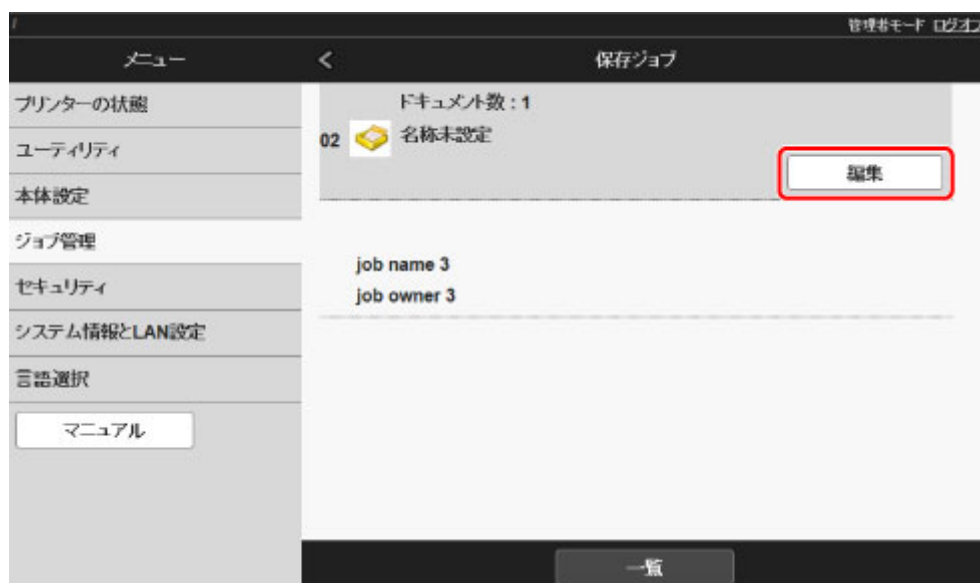 管理者モード ログオフ
メニュー
保存ジョブ
プリンターの状態
ユーティリティ
本体設定
ジョブ管理
セキュリティ
システム情報とLAN設定
言語選択
マニュアル
ドキュメント数 : 1
02 名称未設定
編集
job name 3
job owner 3
一覧